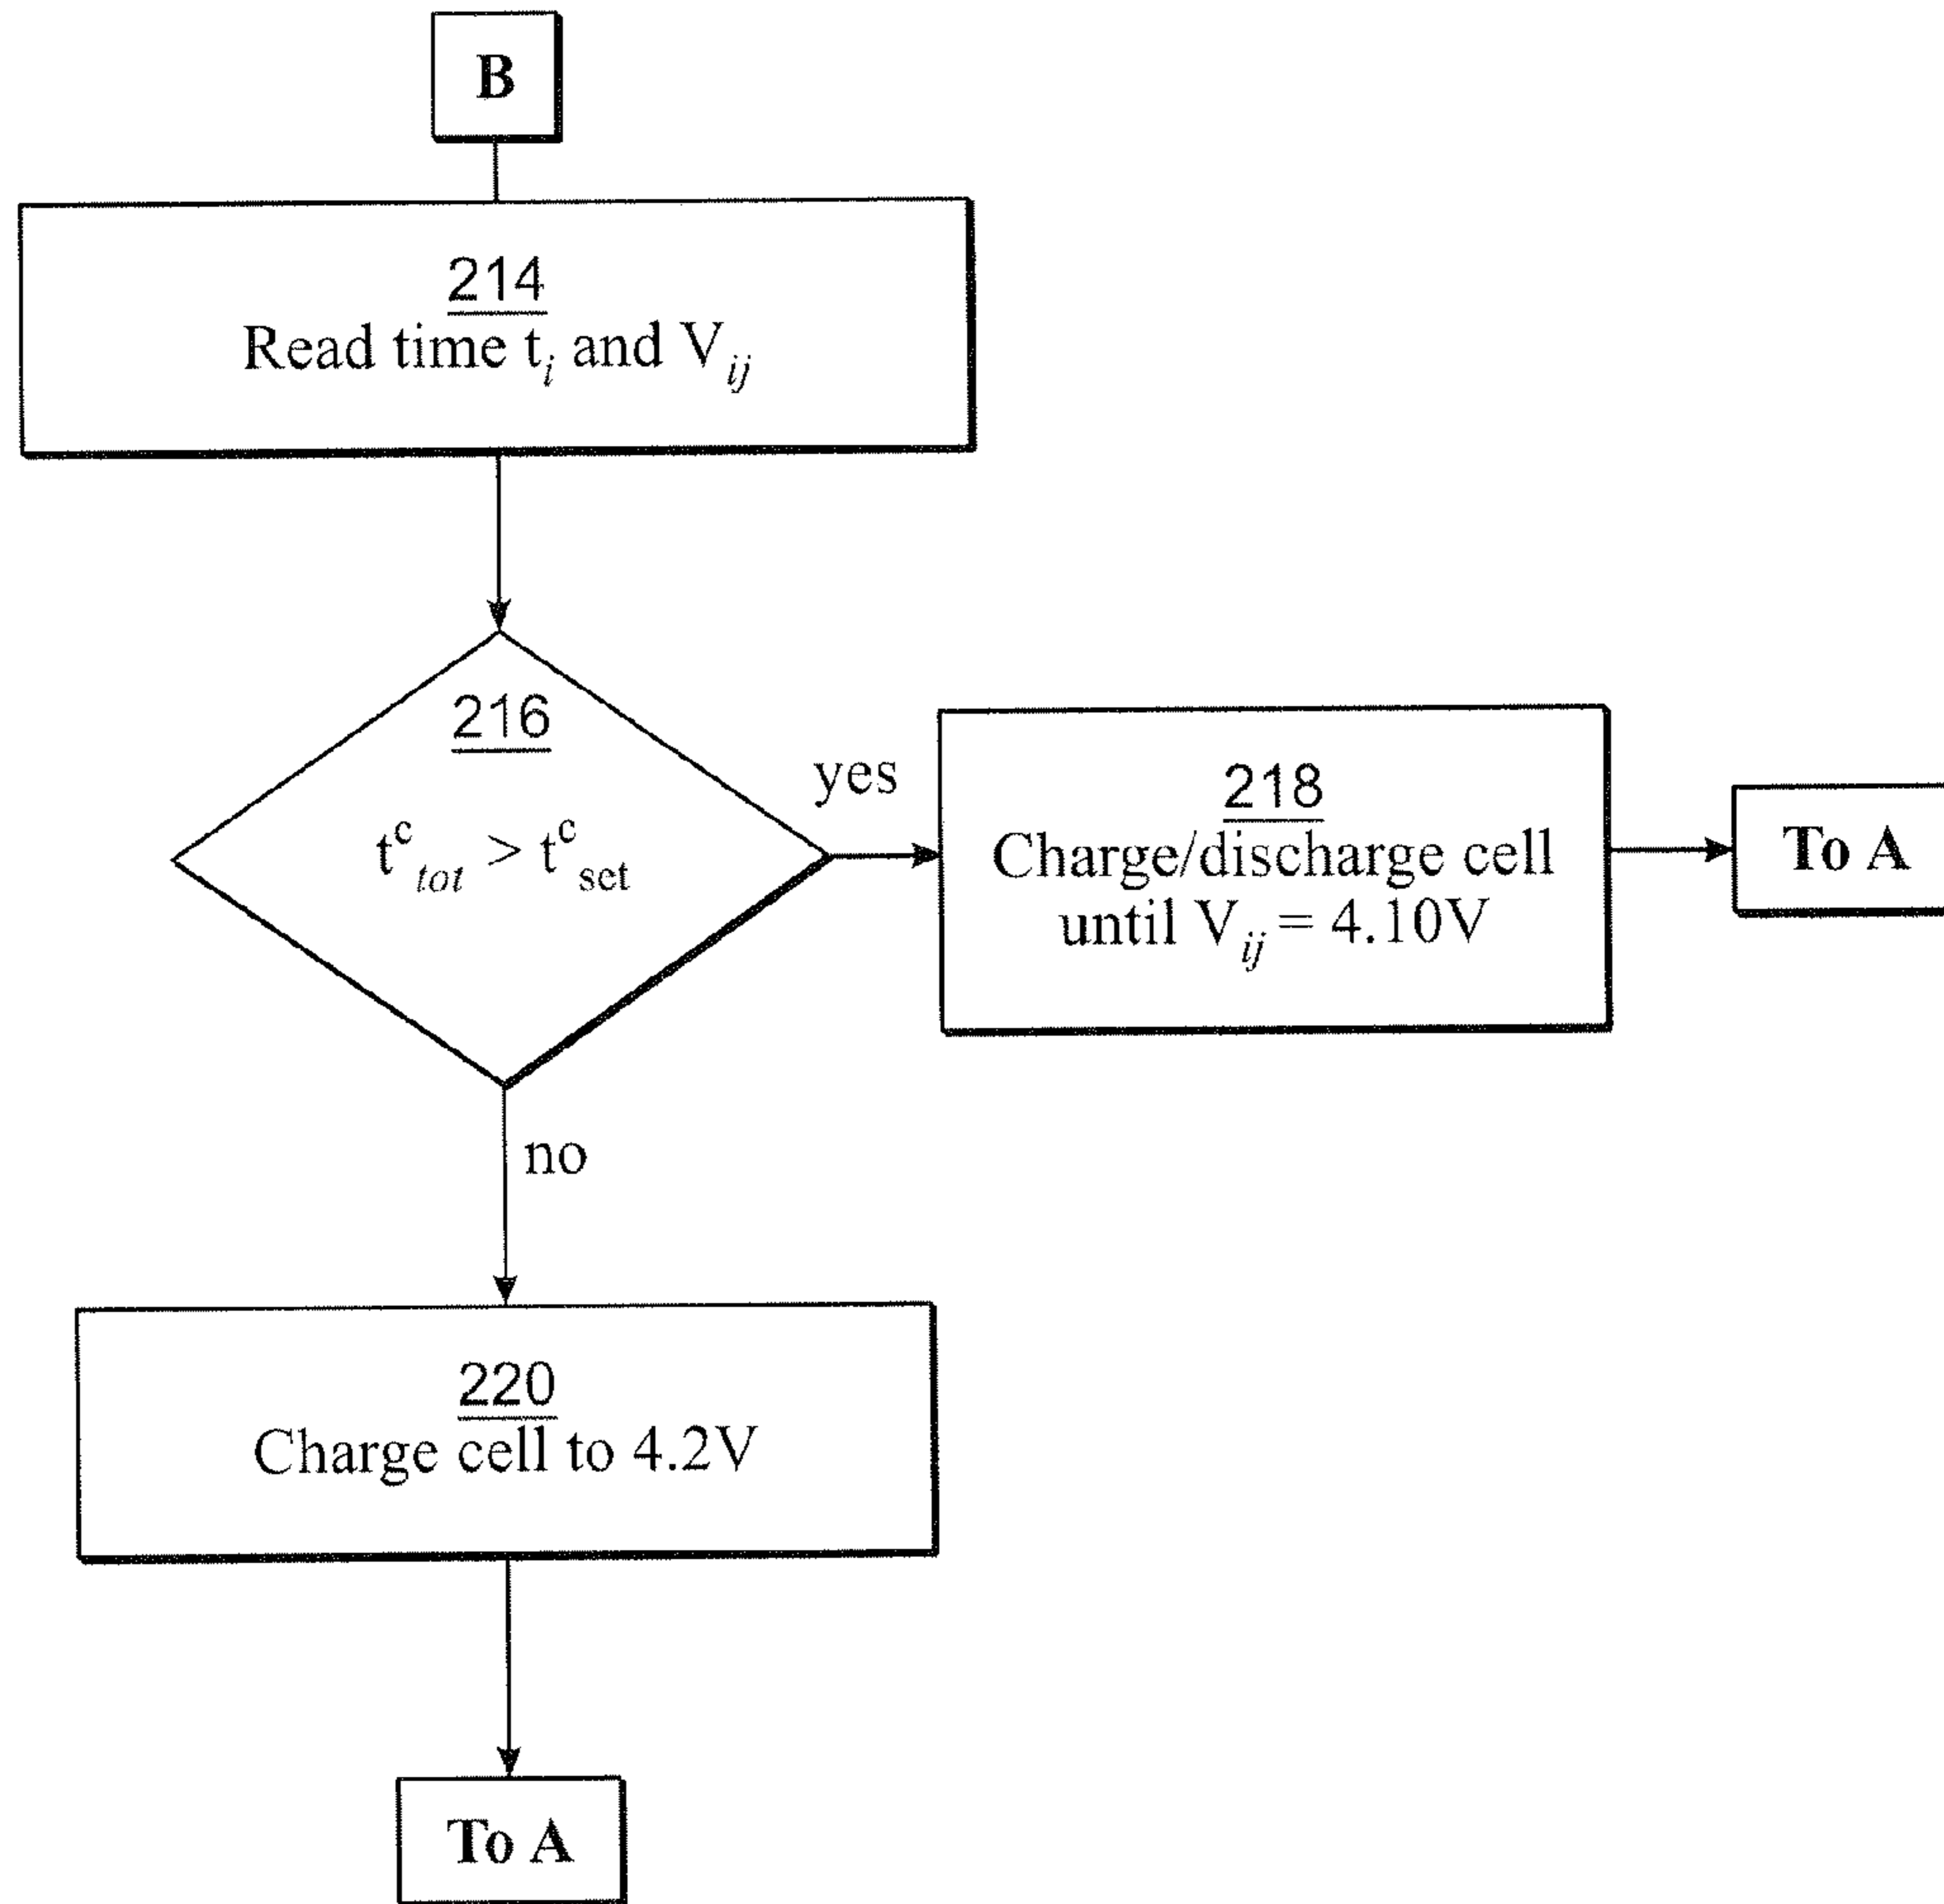 B
214
Read time t_i and V_ij
216
t^c_tot > t^c_set
yes
218
Charge/discharge cell
until V_ij = 4.10V
To A
no
220
Charge cell to 4.2V
To A